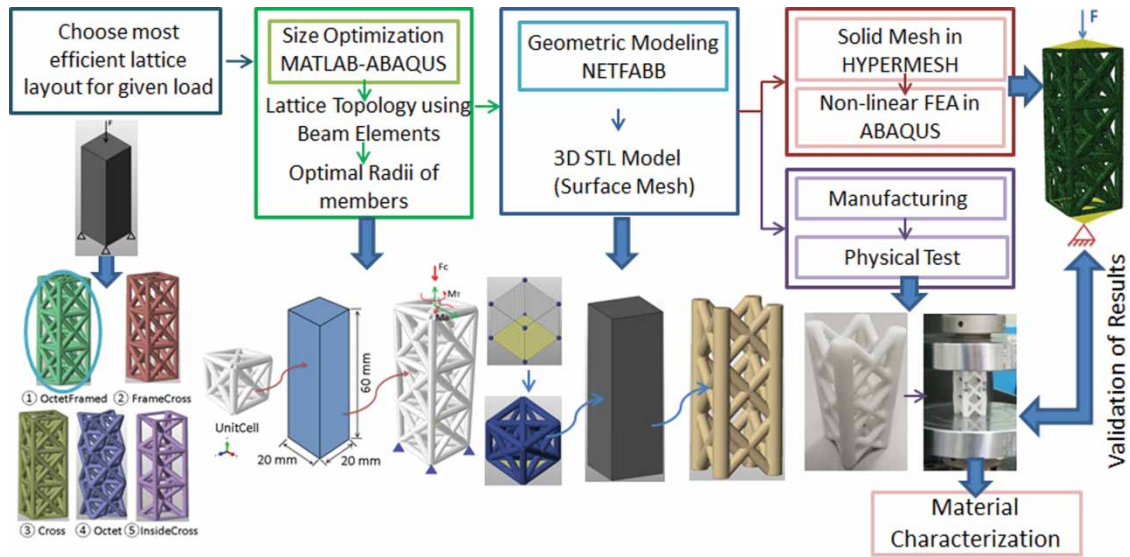 Choose most
efficient lattice
layout for given load
Size Optimization
MATLAB-ABAQUS
Lattice Topology using
Beam Elements
Optimal Radii of
members
Geometric Modeling
NETFABB
3D STL Model
(Surface Mesh)
Solid Mesh in
HYPERMESH
Non-linear FEA in
ABAQUS
Manufacturing
Physical Test
F
F
① OctetFramed
② FrameCross
③ Cross
④ Octet
⑤ InsideCross
UnitCell
60 mm
20 mm
20 mm
Fc
MT
Validation of Results
Material
Characterization